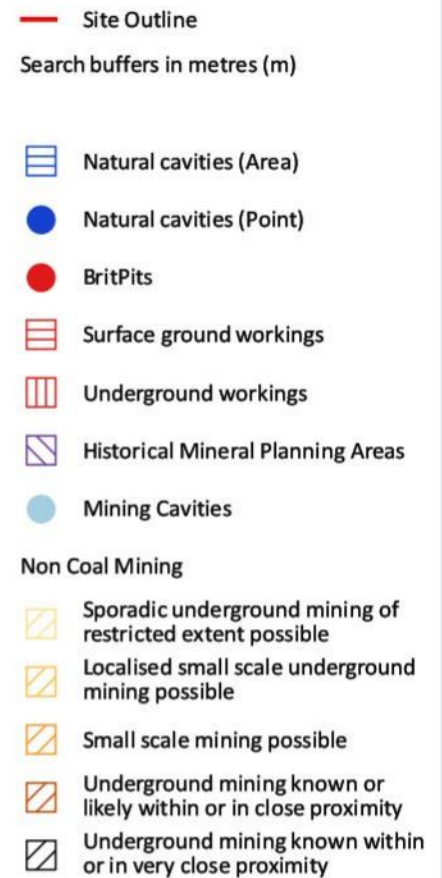 Site Outline
Search buffers in metres (m)
Natural cavities (Area)
Natural cavities (Point)
BritPits
Surface ground workings
Underground workings
Historical Mineral Planning Areas
Mining Cavities
Non Coal Mining
Sporadic underground mining of
restricted extent possible
Localised small scale underground
mining possible
Small scale mining possible
Underground mining known or
likely within or in close proximity
Underground mining known within
or in very close proximity